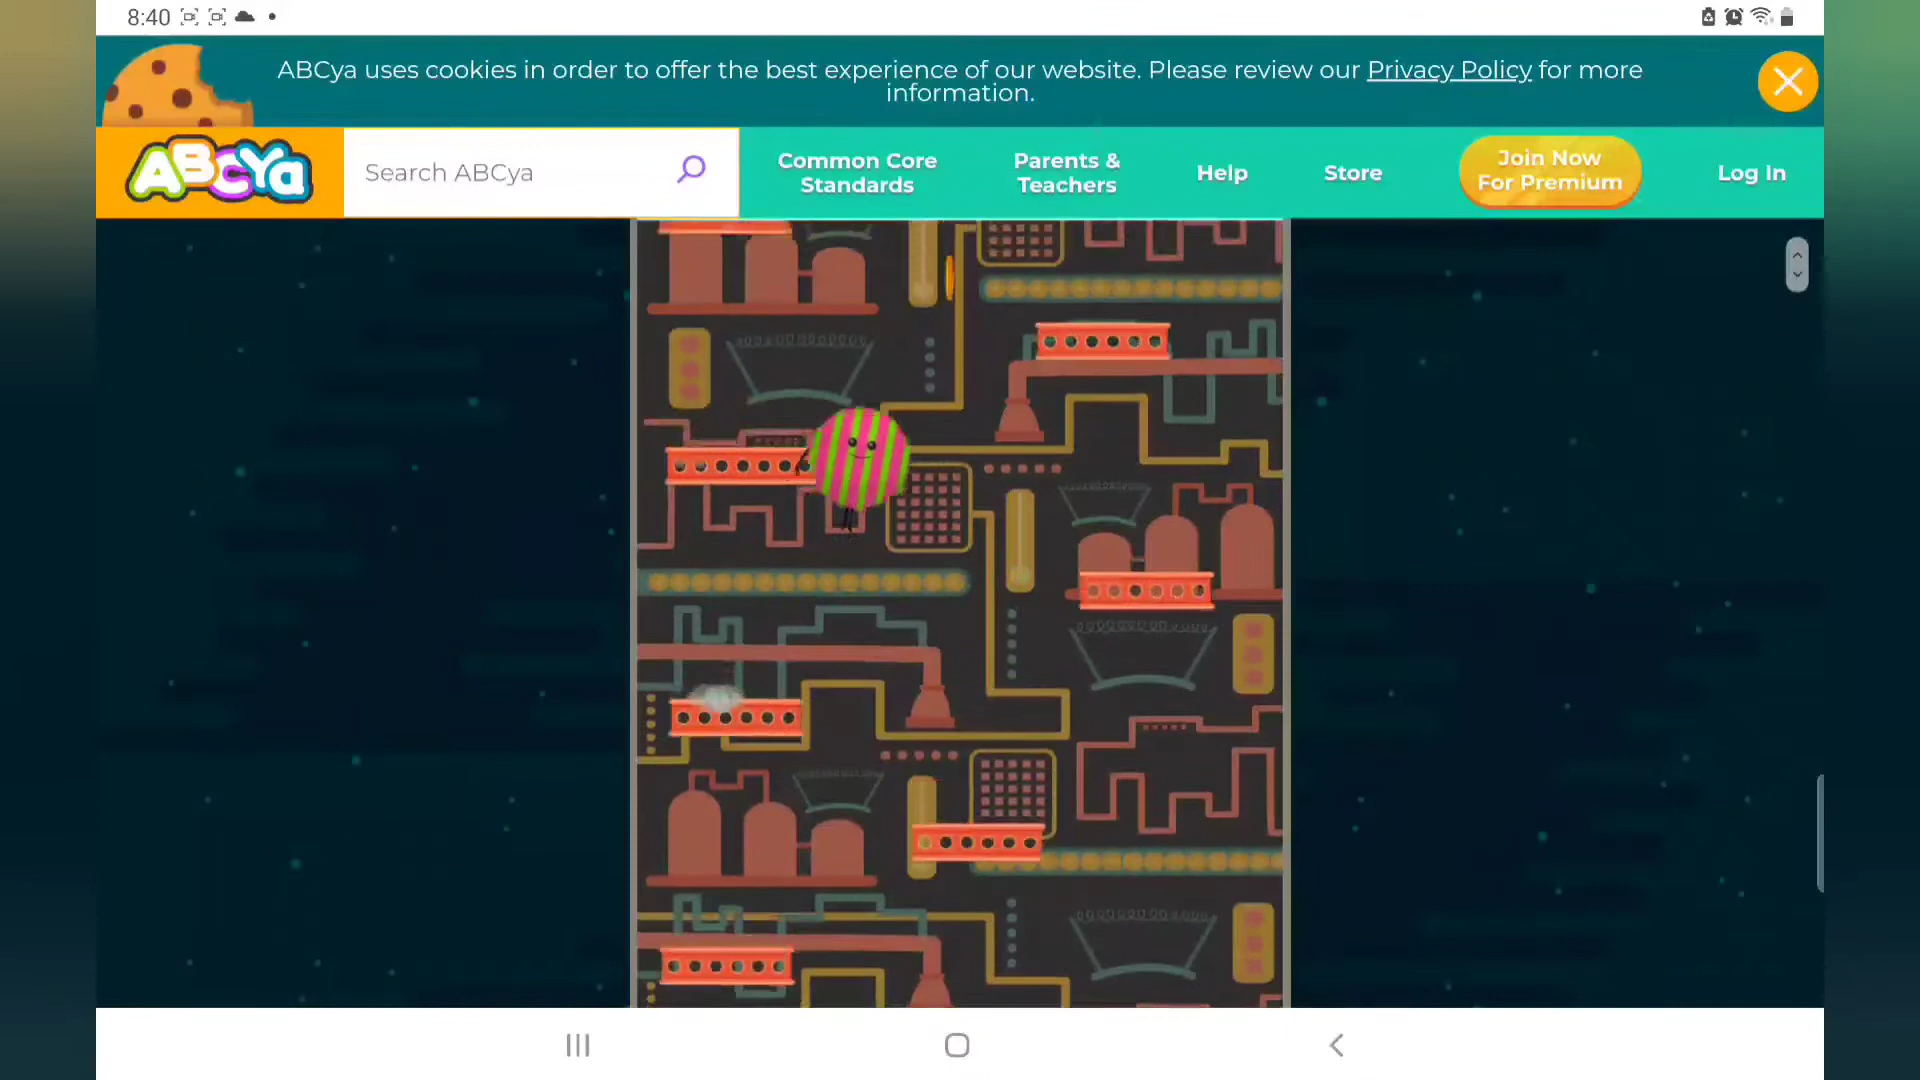 8:40
ABCya uses cookies in order to offer the best experience of our website. Please review our Privacy Policy for more
information.
ABCYa
Search ABCya
Common Core
Standards
Parents &
Teachers
Help
Store
Join Now
For Premium
Log In